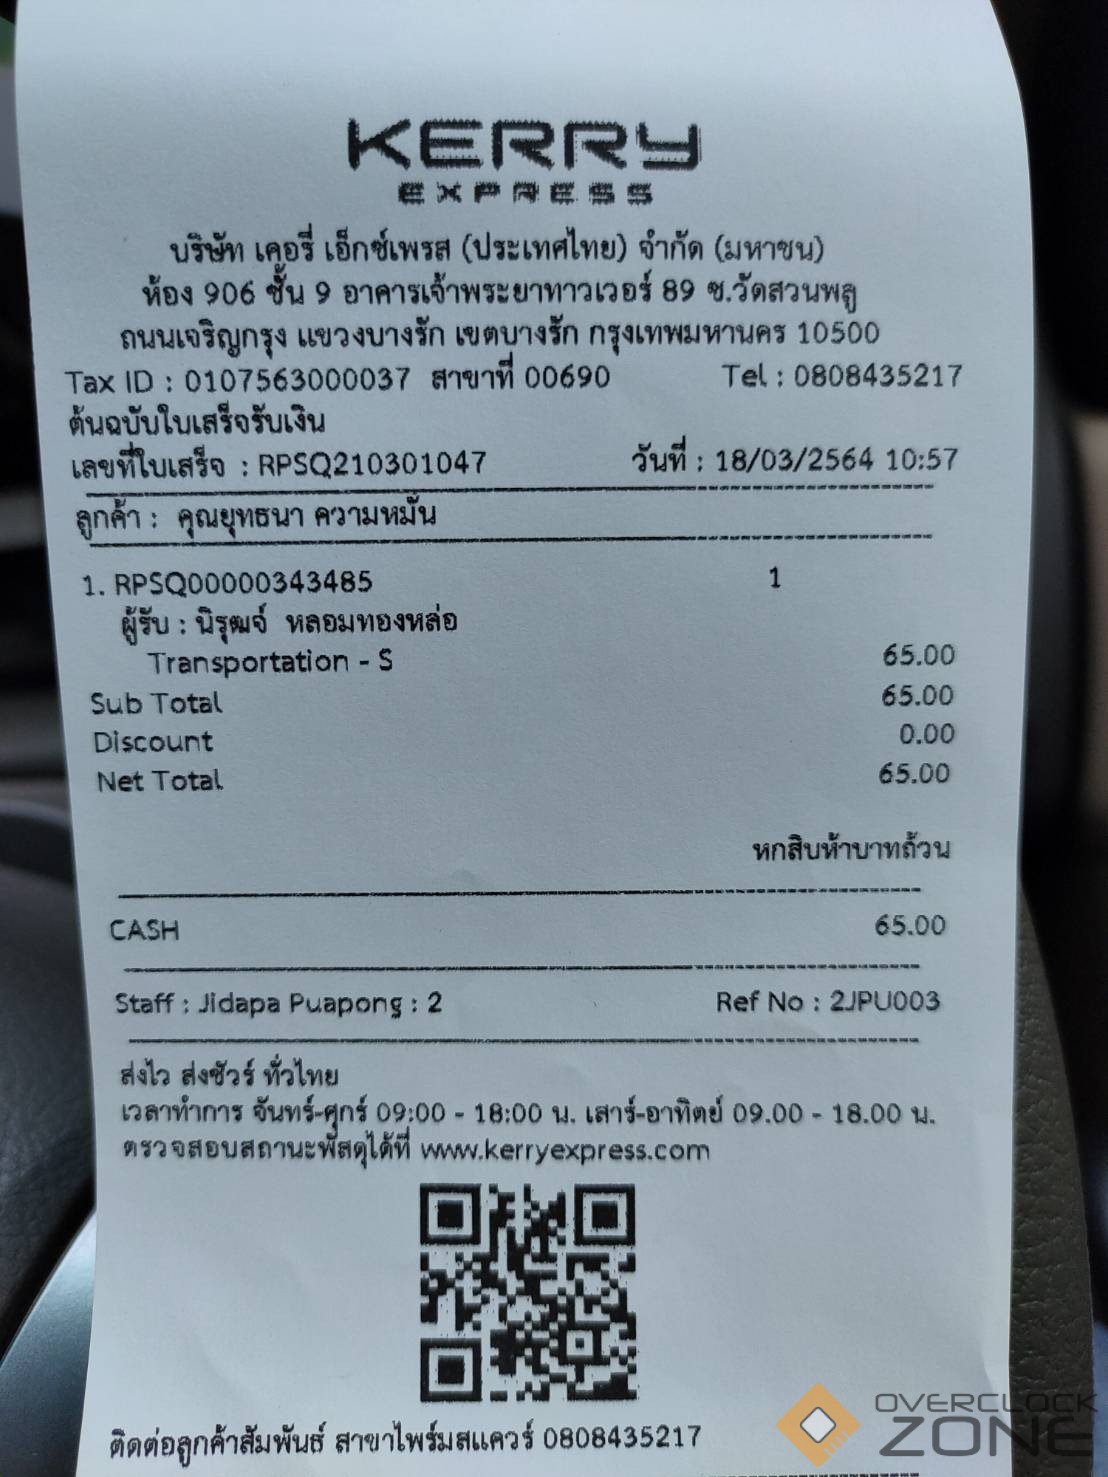 KERRY
EXPRESS
บริษัท เคอรี่ เอ็กซ์เพรส (ประเทศไทย) จำกัด (มหาชน)
ห้อง 906 ชั้น 9 อาคารเจ้าพระยาทาวเวอร์ 89 ซ.วัดสวนพลู
ถนนเจริญกรุง แขวงบางรัก เขตบางรัก กรุงเทพมหานคร 10500
Tax ID : 0107563000037 สาขาที่ 00690 Tel : 0808435217
ต้นฉบับใบเสร็จรับเงิน
เลขที่ใบเสร็จ : RPSQ210301047 วันที่ : 18/03/2564 10:57
ลูกค้า : คุณยุทธนา ความหมั่น
1. RPSQ00000343485 1
ผู้รับ : นิรุฒจ์ หลอมทองหล่อ
Transportation - S 65.00
Sub Total 65.00
Discount 0.00
Net Total 65.00
หกสิบห้าบาทถ้วน
CASH 65.00
Staff : Jidapa Puapong : 2 Ref No : 2JPU003
ส่งไว ส่งชัวร์ ทั่วไทย
เวลาทำการ จันทร์-ศุกร์ 09:00 - 18:00 น. เสาร์-อาทิตย์ 09.00 - 18.00 น.
ตรวจสอบสถานะพัสดุได้ที่ www.kerryexpress.com
ติดต่อลูกค้าสัมพันธ์ สาขาไพร์มสแควร์ 0808435217
OVERCLOCK
ZONE